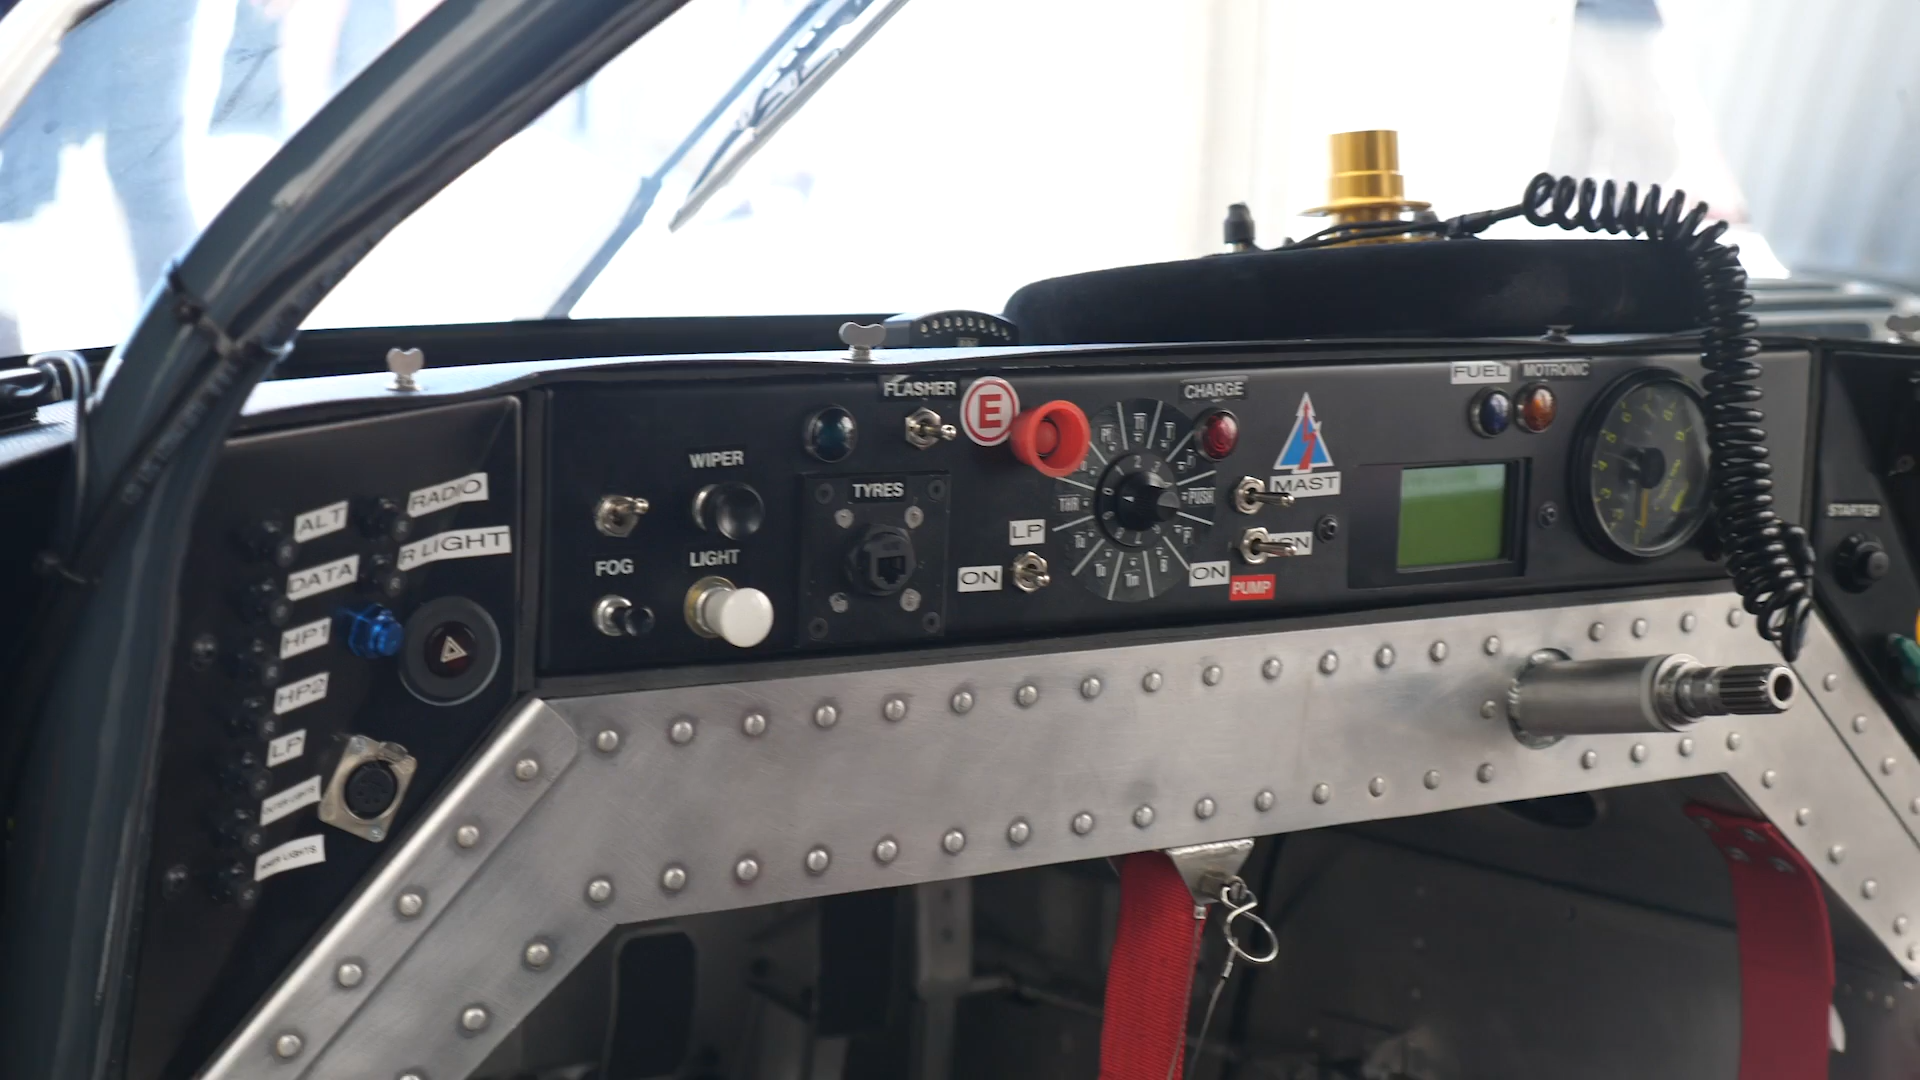 FLASHER
E
CHARGE
FUEL
MOTRONIC
WIPER
TYRES
MAST
RADIO
ALT
R LIGHT
STARTER
LP
PUSH
THR
FOG
LIGHT
DATA
ON
ON
PUMP
HP1
HP2
LP